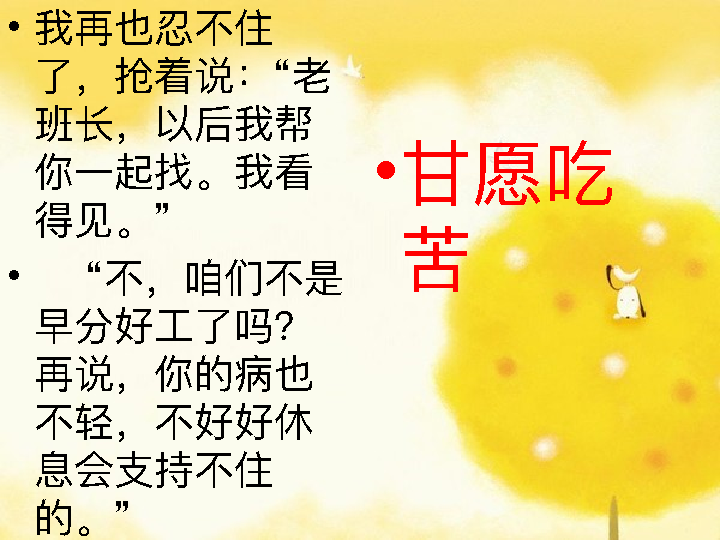 • 我再也忍不住
了，抢着说：“老
班长，以后我帮
你一起找。我看
得见。”
• “不，咱们不是
早分好工了吗？
再说，你的病也
不轻，不好好休
息会支持不住
的。”
•甘愿吃
苦